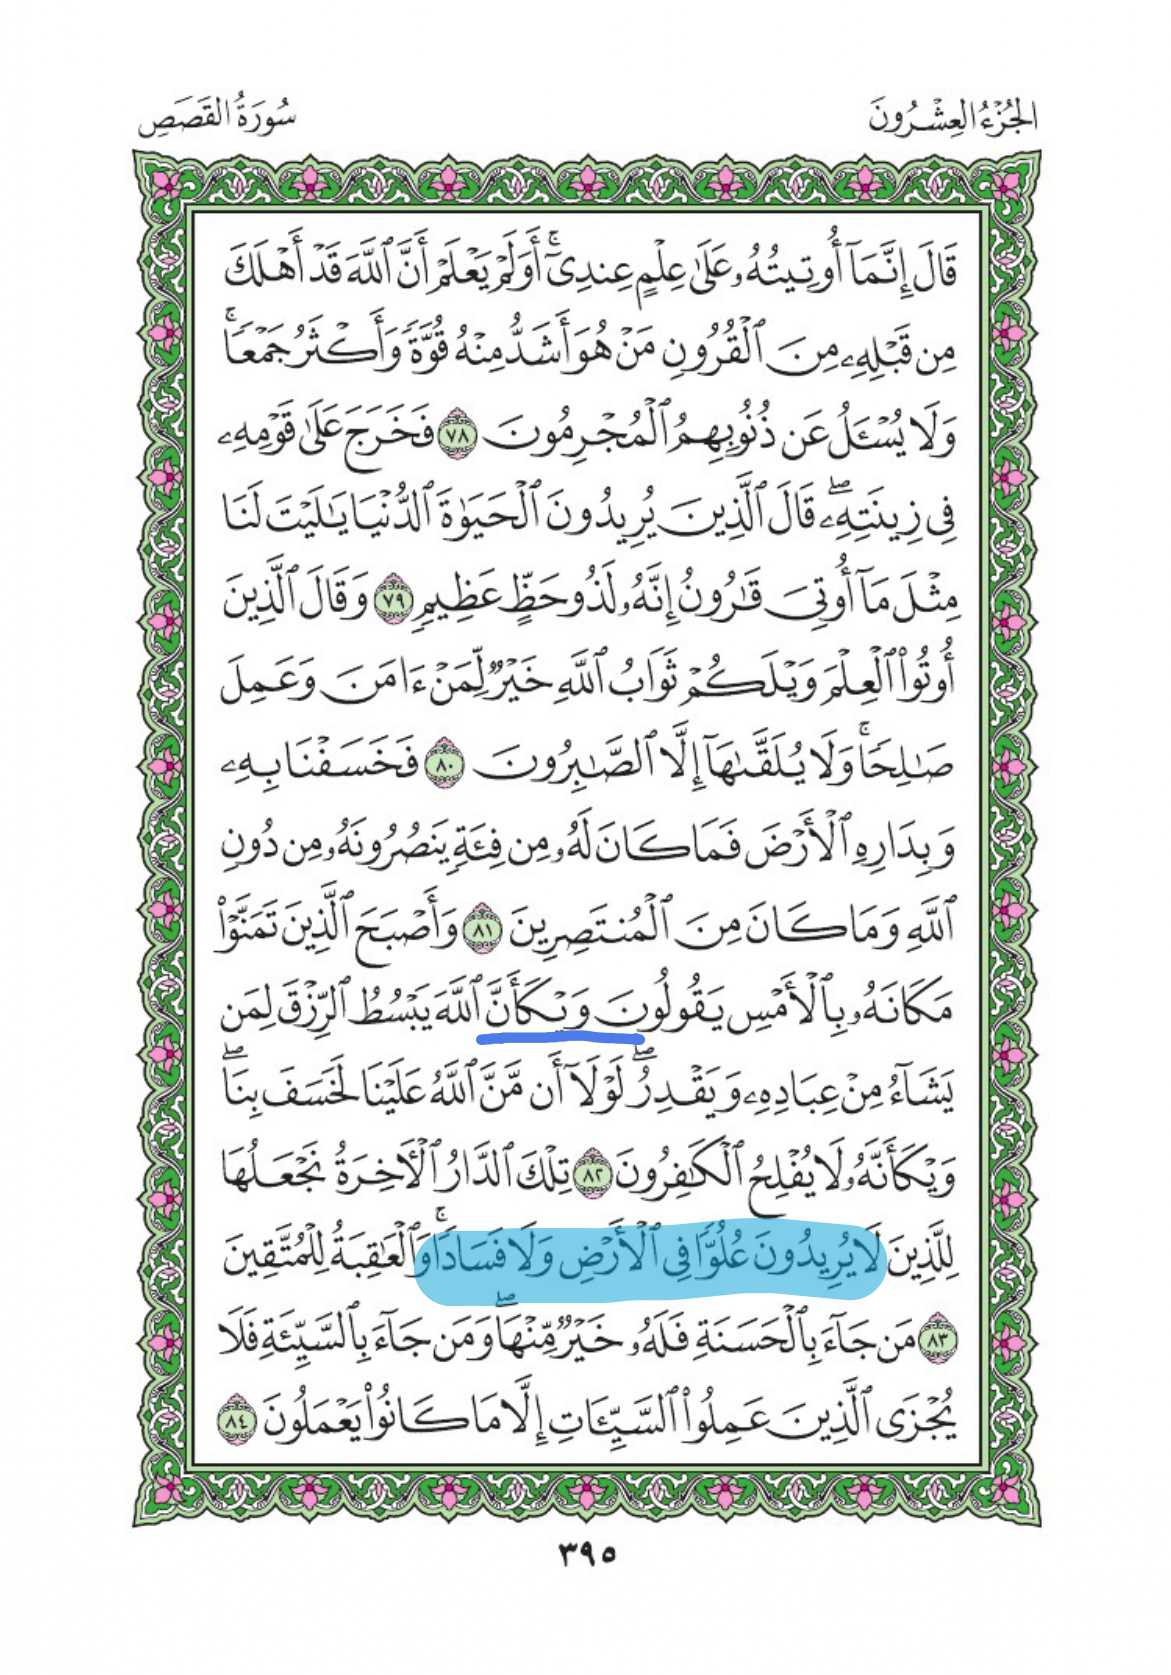 الجُزْءُ العِشْرُونَ
سُورَةُ القَصَصِ
قَالَ إِنَّمَآ أُوتِيتُهُۥ عَلَىٰ عِلْمٍ عِندِىٓۚ أَوَلَمْ يَعْلَمْ أَنَّ ٱللَّهَ قَدْ أَهْلَكَ
مِن قَبْلِهِۦ مِنَ ٱلْقُرُونِ مَنْ هُوَ أَشَدُّ مِنْهُ قُوَّةً وَأَكْثَرُ جَمْعًاۚ
وَلَا يُسْـَٔلُ عَن ذُنُوبِهِمُ ٱلْمُجْرِمُونَ ٧٨ فَخَرَجَ عَلَىٰ قَوْمِهِۦ
فِى زِينَتِهِۦۖ قَالَ ٱلَّذِينَ يُرِيدُونَ ٱلْحَيَوٰةَ ٱلدُّنْيَا يَـٰلَيْتَ لَنَا
مِثْلَ مَآ أُوتِىَ قَـٰرُونُ إِنَّهُۥ لَذُو حَظٍّ عَظِيمٍ ٧٩ وَقَالَ ٱلَّذِينَ
أُوتُوا۟ ٱلْعِلْمَ وَيْلَكُمْ ثَوَابُ ٱللَّهِ خَيْرٌ لِّمَنْ ءَامَنَ وَعَمِلَ
صَـٰلِحًاۚ وَلَا يُلَقَّىٰهَآ إِلَّا ٱلصَّـٰبِرُونَ ٨٠ فَخَسَفْنَا بِهِۦ
وَبِدَارِهِ ٱلْأَرْضَ فَمَا كَانَ لَهُۥ مِن فِئَةٍ يَنصُرُونَهُۥ مِن دُونِ
ٱللَّهِ وَمَا كَانَ مِنَ ٱلْمُنتَصِرِينَ ٨١ وَأَصْبَحَ ٱلَّذِينَ تَمَنَّوْا۟
مَكَانَهُۥ بِٱلْأَمْسِ يَقُولُونَ وَيْكَأَنَّ ٱللَّهَ يَبْسُطُ ٱلرِّزْقَ لِمَن
يَشَآءُ مِنْ عِبَادِهِۦ وَيَقْدِرُۖ لَوْلَآ أَن مَّنَّ ٱللَّهُ عَلَيْنَا لَخَسَفَ بِنَاۖ
وَيْكَأَنَّهُۥ لَا يُفْلِحُ ٱلْكَـٰفِرُونَ ٨٢ تِلْكَ ٱلدَّارُ ٱلْـَٔاخِرَةُ نَجْعَلُهَا
لِلَّذِينَ لَا يُرِيدُونَ عُلُوًّا فِى ٱلْأَرْضِ وَلَا فَسَادًاۚ وَٱلْعَـٰقِبَةُ لِلْمُتَّقِينَ
٨٣ مَن جَآءَ بِٱلْحَسَنَةِ فَلَهُۥ خَيْرٌ مِّنْهَاۖ وَمَن جَآءَ بِٱلسَّيِّئَةِ فَلَا
يُجْزَى ٱلَّذِينَ عَمِلُوا۟ ٱلسَّيِّـَٔاتِ إِلَّا مَا كَانُوا۟ يَعْمَلُونَ ٨٤
٣٩٥